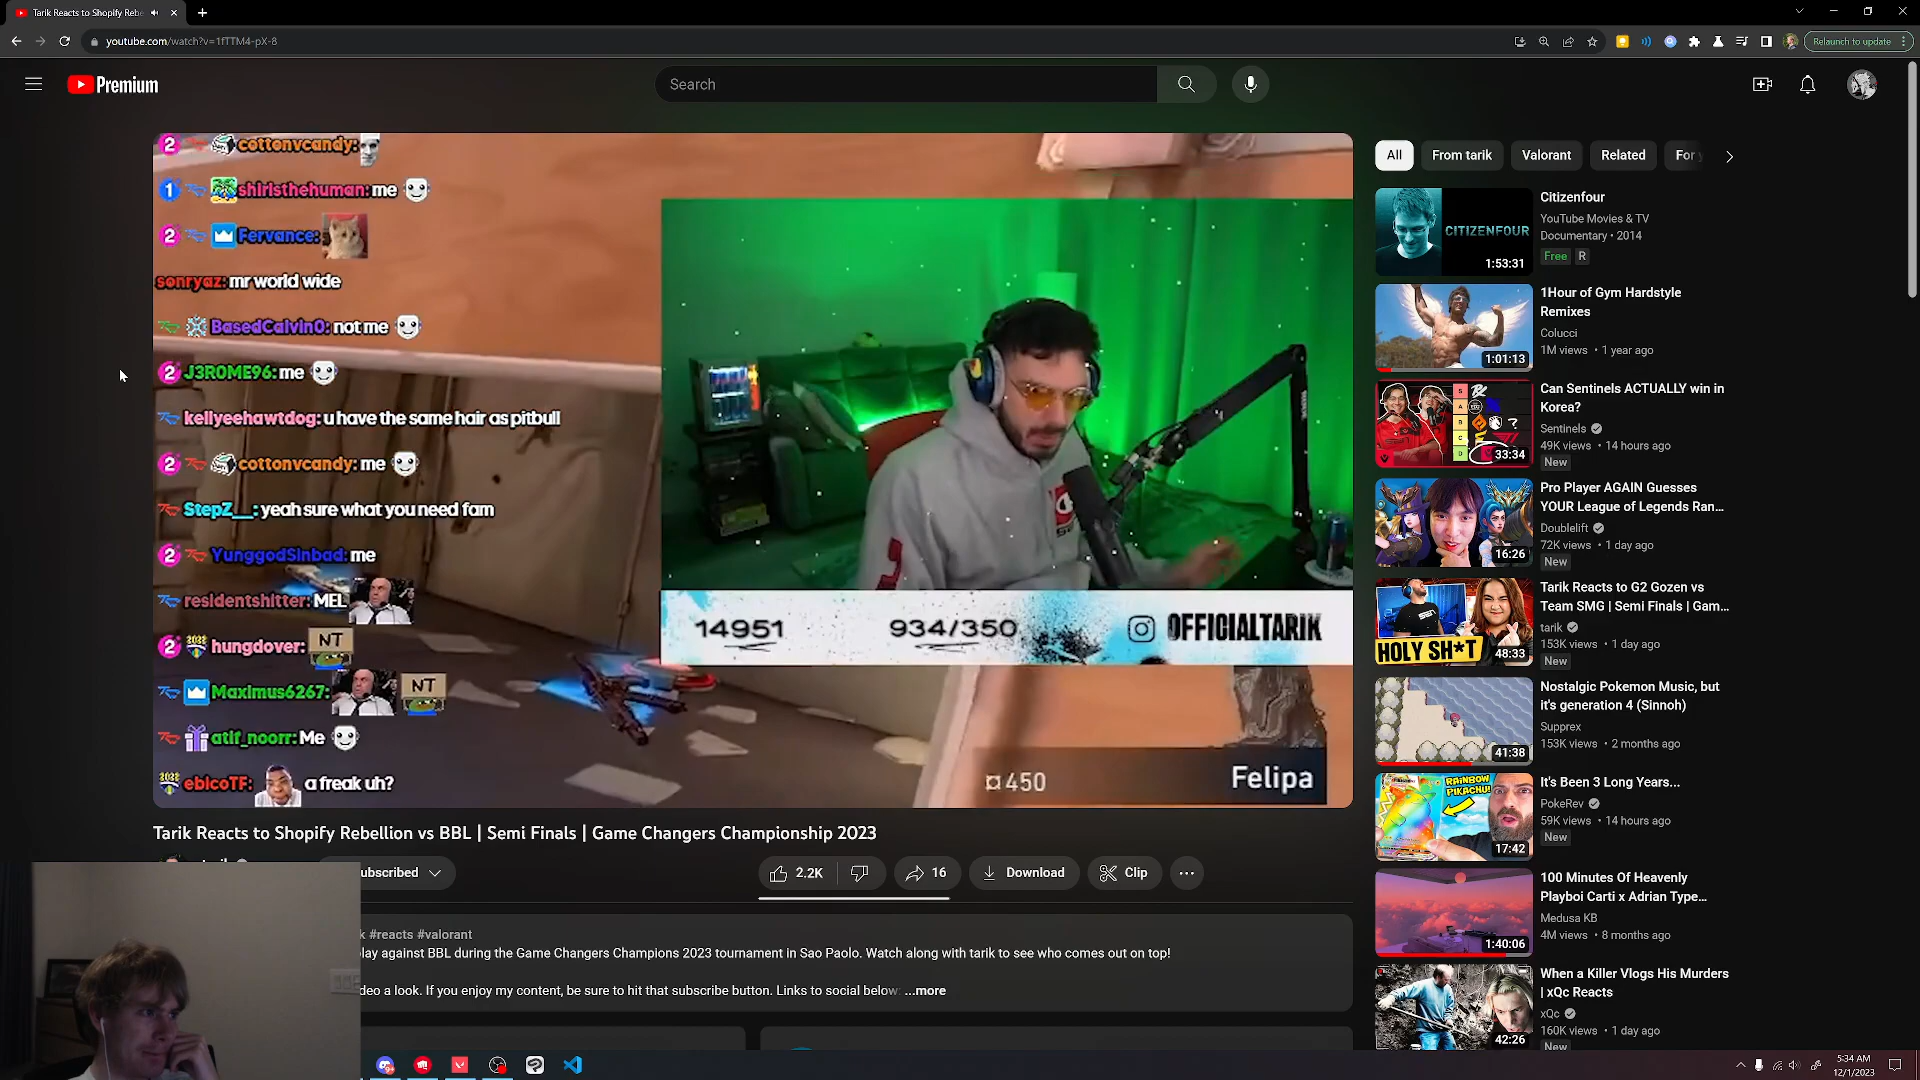 Tarik Reacts to Shopify Rebe
youtube.com/watch?v=1fTTM4-pX-8
Relaunch to update
Premium
Search
2 cottonvcandy:
1 shiristhehuman: me
2 Fervance:
sonryaz: mr world wide
BasedCalvin0: not me
2 J3R0ME96: me
kellyeehawtdog: u have the same hair as pitbull
2 cottonvcandy: me
StepZ__: yeah sure what you need fam
2 YunggodSinbad: me
residentshitter: MEL
2 hungdover: NT
Maximus6267: NT
atif_noorr: Me
ebicoTF: a freak uh?
14951
934/350
OFFICIALTARIK
450
Felipa
Tarik Reacts to Shopify Rebellion vs BBL | Semi Finals | Game Changers Championship 2023
ubscribed
2.2K
16
Download
Clip
k #reacts #valorant
lay against BBL during the Game Changers Champions 2023 tournament in Sao Paolo. Watch along with tarik to see who comes out on top!
deo a look. If you enjoy my content, be sure to hit that subscribe button. Links to social below: ...more
All
From tarik
Valorant
Related
For
CITIZENFOUR
1:53:31
Citizenfour
YouTube Movies & TV
Documentary • 2014
Free R
1:01:13
1Hour of Gym Hardstyle
Remixes
Colucci
1M views • 1 year ago
33:34
Can Sentinels ACTUALLY win in
Korea?
Sentinels
49K views • 14 hours ago
New
16:26
Pro Player AGAIN Guesses
YOUR League of Legends Ran...
Doublelift
72K views • 1 day ago
New
HOLY SH*T
48:33
Tarik Reacts to G2 Gozen vs
Team SMG | Semi Finals | Gam...
tarik
153K views • 1 day ago
New
41:38
Nostalgic Pokemon Music, but
it's generation 4 (Sinnoh)
Supprex
153K views • 2 months ago
RAINBOW
PIKACHU!
17:42
It's Been 3 Long Years...
PokeRev
59K views • 14 hours ago
New
1:40:06
100 Minutes Of Heavenly
Playboi Carti x Adrian Type...
Medusa KB
4M views • 8 months ago
42:26
When a Killer Vlogs His Murders
| xQc Reacts
xQc
160K views • 1 day ago
New
5:34 AM
12/1/2023